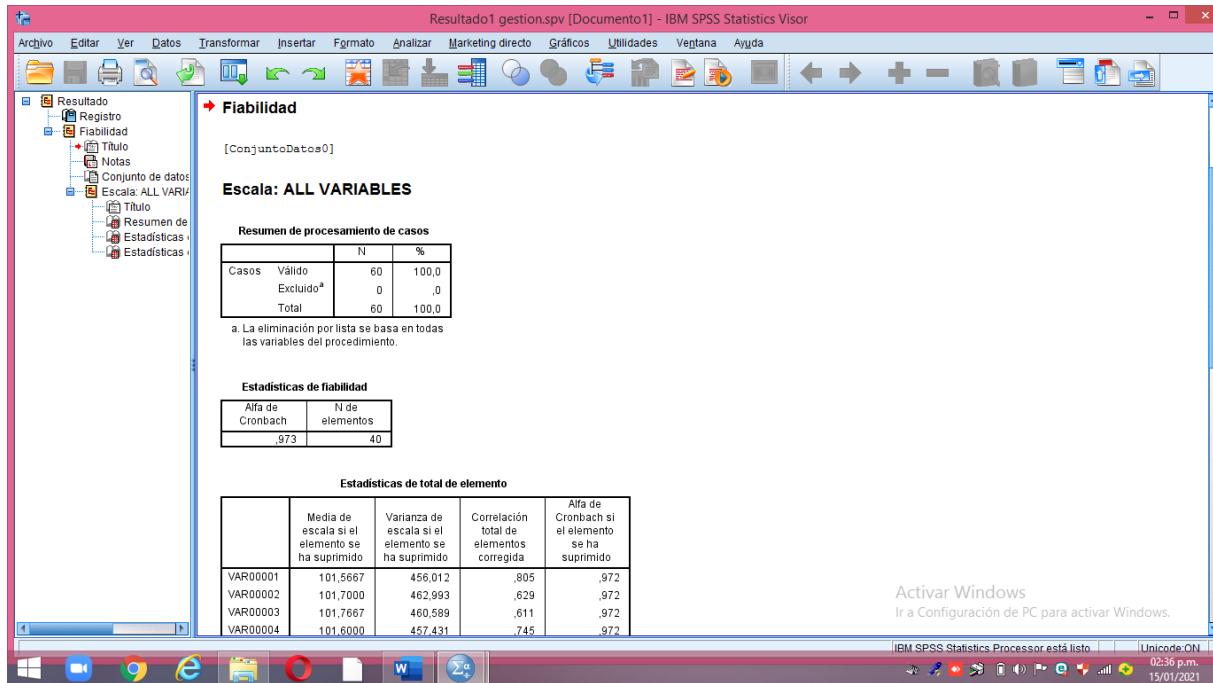 Resultado1 gestion.spv [Documento1] - IBM SPSS Statistics Visor
Archivo Editar Ver Datos Transformar Insertar Formato Analizar Marketing directo Gráficos Utilidades Ventana Ayuda
Resultado
Registro
Fiabilidad
Título
Notas
Conjunto de datos
Escala: ALL VARIA
Título
Resumen de
Estadísticas
Estadísticas
Fiabilidad
[ConjuntoDatos0]
Escala: ALL VARIABLES
Resumen de procesamiento de casos
N %
Casos Válido 60 100,0
Excluidoa 0 ,0
Total 60 100,0
a. La eliminación por lista se basa en todas
las variables del procedimiento.
Estadísticas de fiabilidad
Alfa de Cronbach N de elementos
,973 40
Estadísticas de total de elemento
Media de escala si el elemento se ha suprimido Varianza de escala si el elemento se ha suprimido Correlación total de elementos corregida Alfa de Cronbach si el elemento se ha suprimido
VAR00001 101,5667 456,012 ,805 ,972
VAR00002 101,7000 462,993 ,629 ,972
VAR00003 101,7667 460,589 ,611 ,972
VAR00004 101,6000 457,431 ,745 ,972
Activar Windows
Ir a Configuración de PC para activar Windows.
IBM SPSS Statistics Processor está listo Unicode:ON
02:36 p.m.
15/01/2021